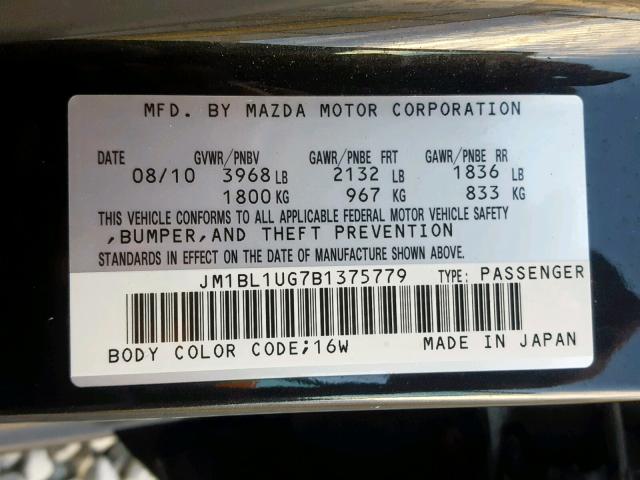 MFD. BY MAZDA MOTOR CORPORATION
DATE GVWR/PNBV GAWR/PNBE FRT GAWR/PNBE RR
08/10 3968 LB 2132 LB 1836 LB
1800 KG 967 KG 833 KG
THIS VEHICLE CONFORMS TO ALL APPLICABLE FEDERAL MOTOR VEHICLE SAFETY
,BUMPER,AND THEFT PREVENTION
STANDARDS IN EFFECT ON THE DATE OF MANUFACTURE SHOWN ABOVE.
JM1BL1UG7B1375779 TYPE: PASSENGER
BODY COLOR CODE;16W MADE IN JAPAN